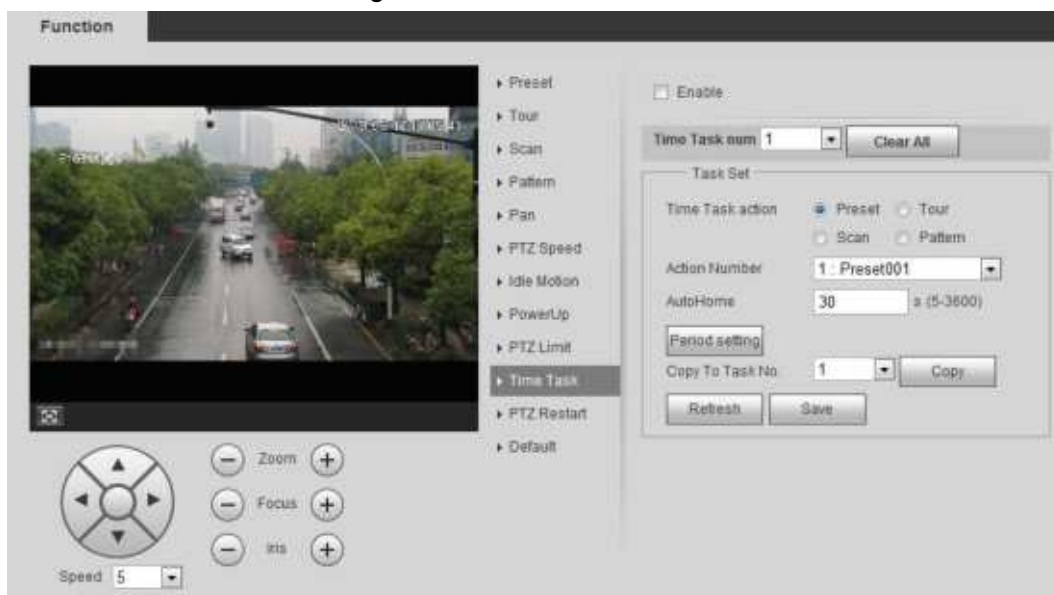 Function
Preset
Tour
Scan
Pattern
Pan
PTZ Speed
Idle Motion
PowerUp
PTZ Limit
Time Task
PTZ Restart
Default
Enable
Time Task num 1 Clear All
Task Set
Time Task action Preset Tour
Scan Pattern
Action Number 1 : Preset001
AutoHome 30 s (5-3600)
Period setting
Copy To Task No. 1 Copy
Refresh Save
Zoom
Focus
Iris
Speed 5